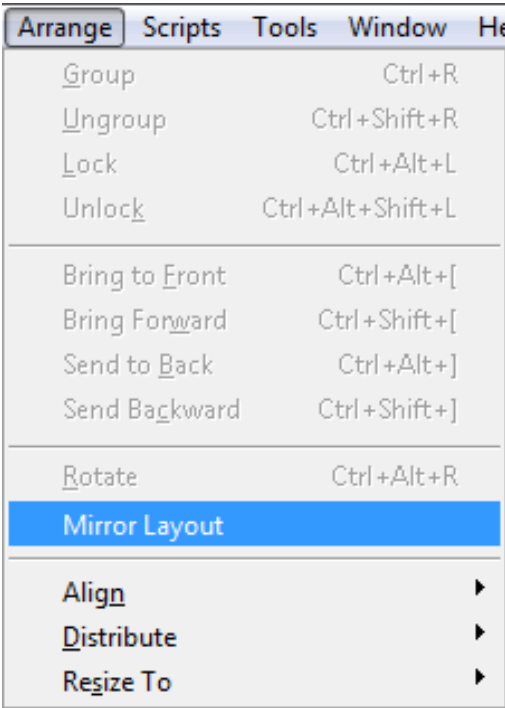 Arrange Scripts Tools Window He
Group Ctrl+R
Ungroup Ctrl+Shift+R
Lock Ctrl+Alt+L
Unlock Ctrl+Alt+Shift+L
Bring to Front Ctrl+Alt+[
Bring Forward Ctrl+Shift+[
Send to Back Ctrl+Alt+]
Send Backward Ctrl+Shift+]
Rotate Ctrl+Alt+R
Mirror Layout
Align
Distribute
Resize To